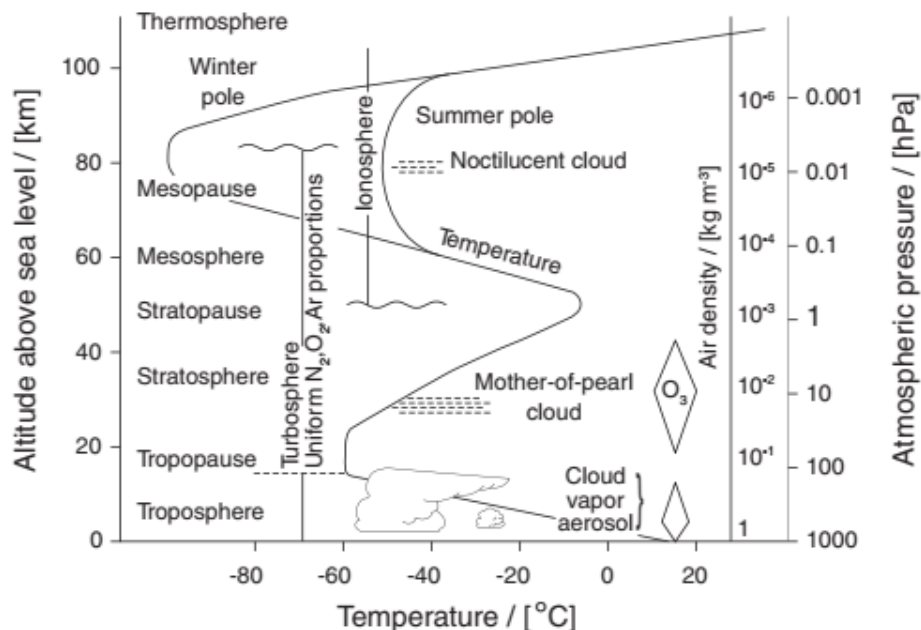 Thermosphere
Winter
pole
Summer pole
Noctilucent cloud
Ionosphere
Mesopause
Mesosphere
Temperature
Stratopause
Stratosphere
Mother-of-pearl
cloud
Turbosphere
Uniform N₂,O₂,Ar proportions
Tropopause
Troposphere
Cloud
vapor
aerosol
O₃
Altitude above sea level / [km]
100
80
60
40
20
0
Air density / [kg m⁻³]
10⁻⁶
10⁻⁵
10⁻⁴
10⁻³
10⁻²
10⁻¹
1
Atmospheric pressure / [hPa]
0.001
0.01
0.1
1
10
100
1000
-80 -60 -40 -20 0 20
Temperature / [°C]